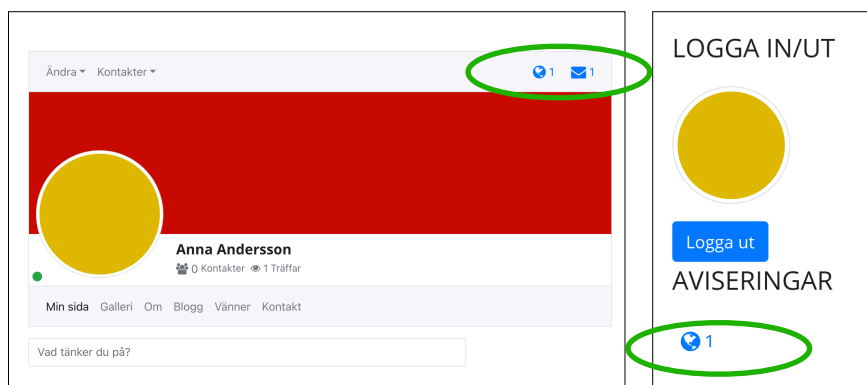 Ändra Kontakter 1 1
Anna Andersson
0 Kontakter 1 Träffar
Min sida Galleri Om Blogg Vänner Kontakt
Vad tänker du på?
LOGGA IN/UT
Logga ut
AVISERINGAR
1